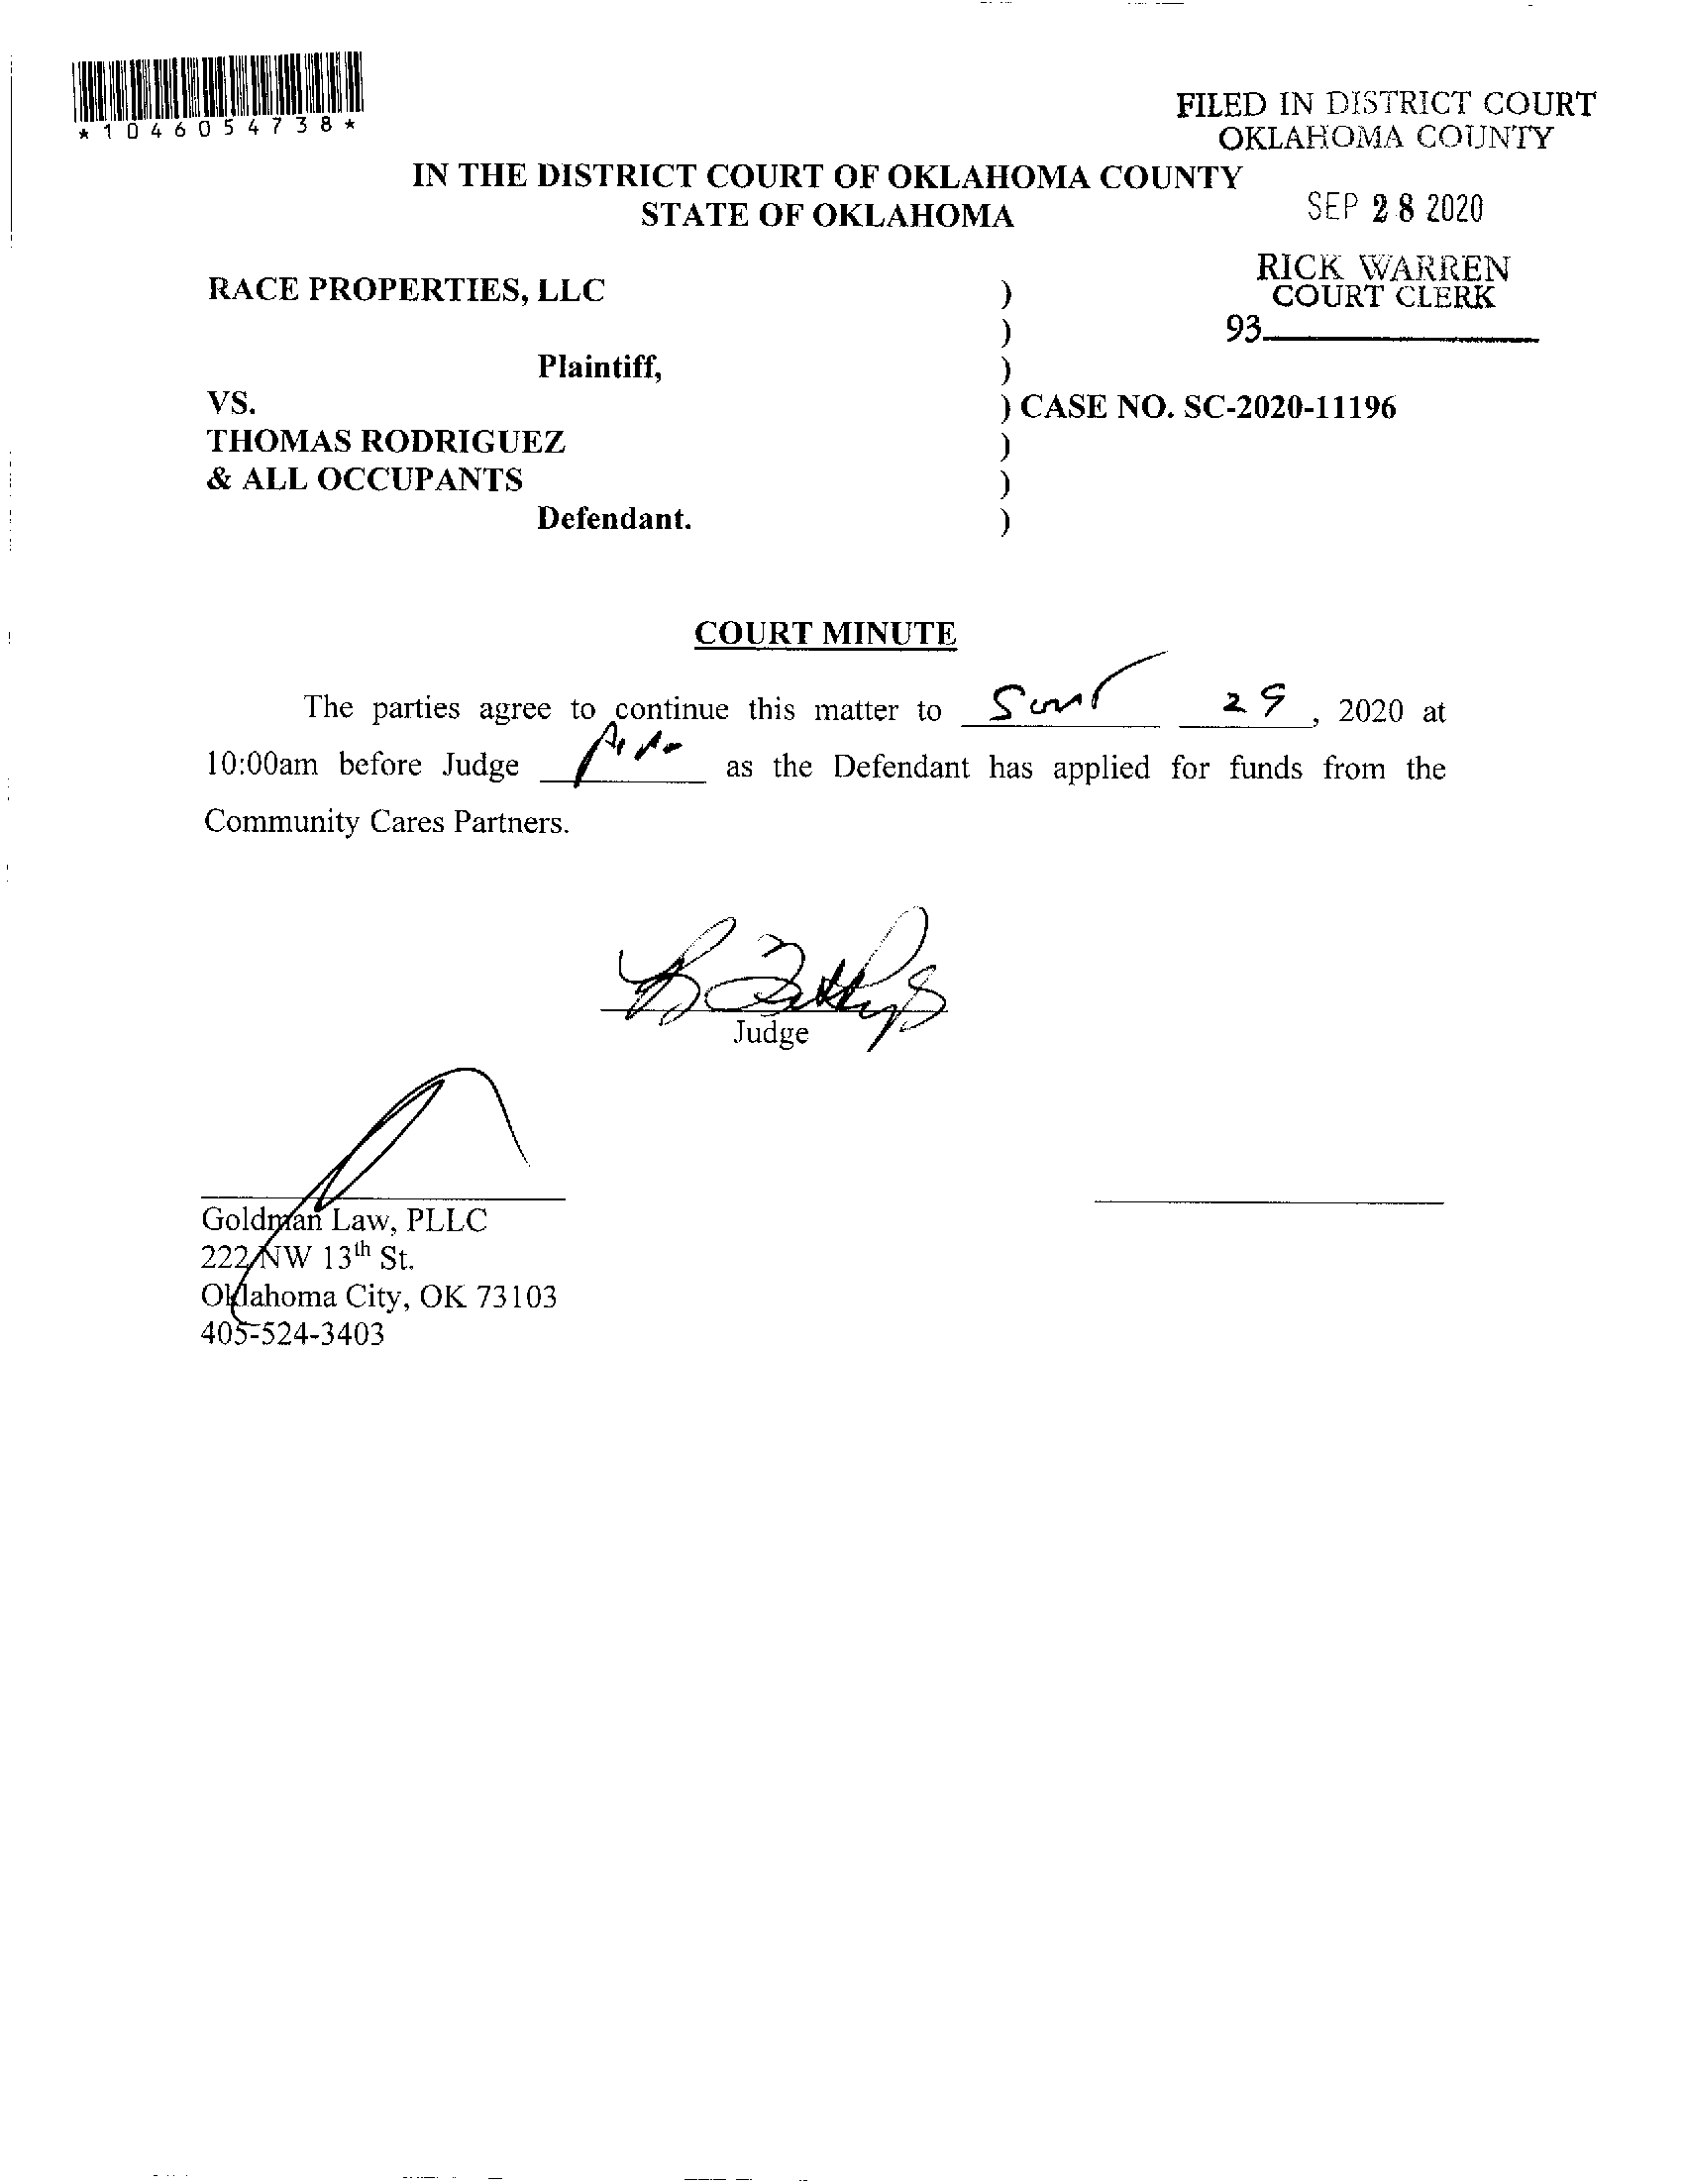 *1046054738*
FILED IN DISTRICT COURT
OKLAHOMA COUNTY
IN THE DISTRICT COURT OF OKLAHOMA COUNTY
STATE OF OKLAHOMA
SEP 28 2020
RICK WARREN
COURT CLERK
93
RACE PROPERTIES, LLC )
)
Plaintiff, )
VS. ) CASE NO. SC-2020-11196
THOMAS RODRIGUEZ )
& ALL OCCUPANTS )
Defendant. )
COURT MINUTE
The parties agree to continue this matter to 29, 2020 at
10:00am before Judge as the Defendant has applied for funds from the
Community Cares Partners.
Judge
Goldman Law, PLLC
222 NW 13th St.
Oklahoma City, OK 73103
405-524-3403